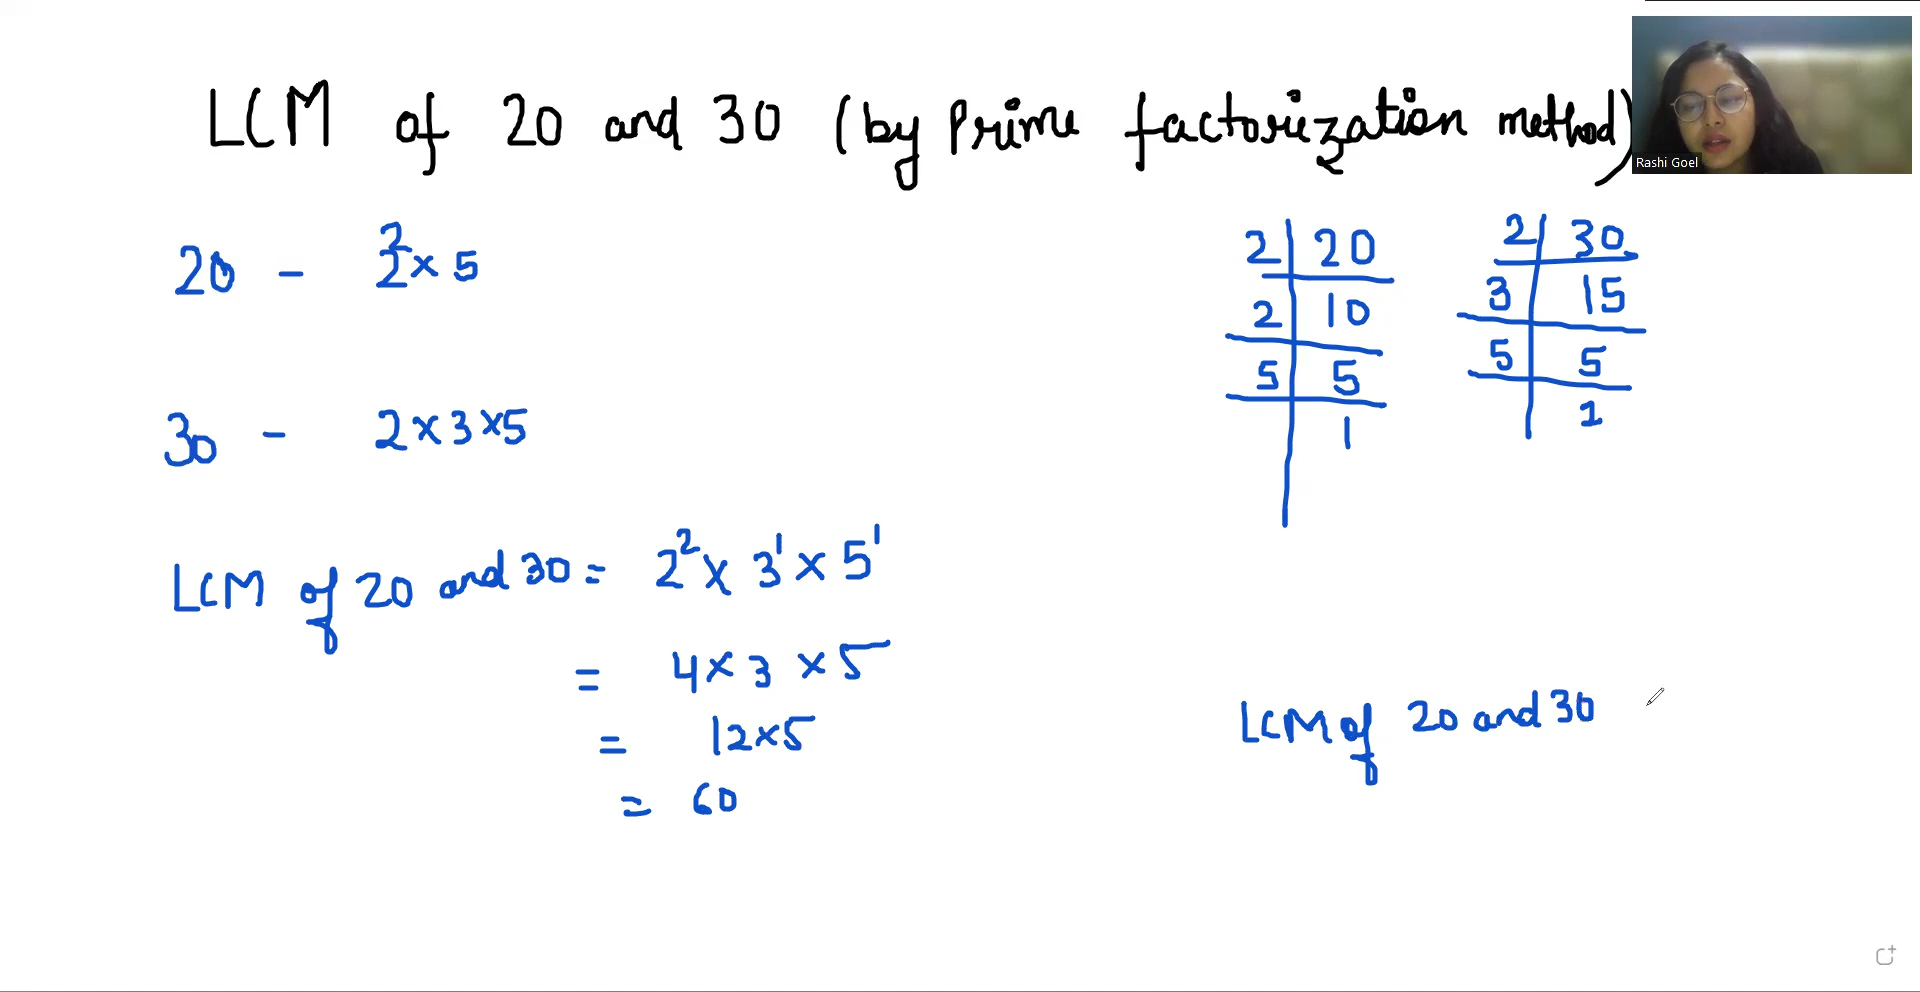 LCM of 20 and 30 (by Prime factorization method)
Rashi Goel
20 - 2² × 5
30 - 2 × 3 × 5
2 | 20
2 | 10
5 | 5
1
2 | 30
3 | 15
5 | 5
1
LCM of 20 and 30 = 2² × 3¹ × 5¹
= 4 × 3 × 5
= 12 × 5
= 60
LCM of 20 and 30